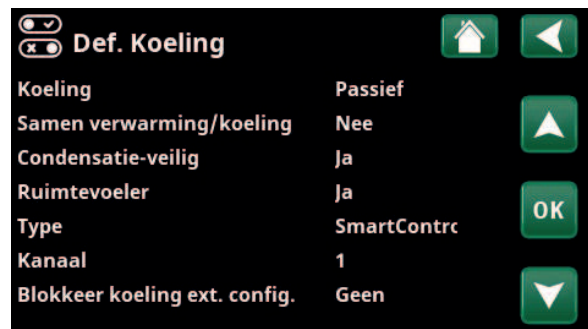 Def. Koeling
Koeling Passief
Samen verwarming/koeling Nee
Condensatie-veilig Ja
Ruimtevoeler Ja
Type SmartContrc
OK
Kanaal 1
Blokkeer koeling ext. config. Geen